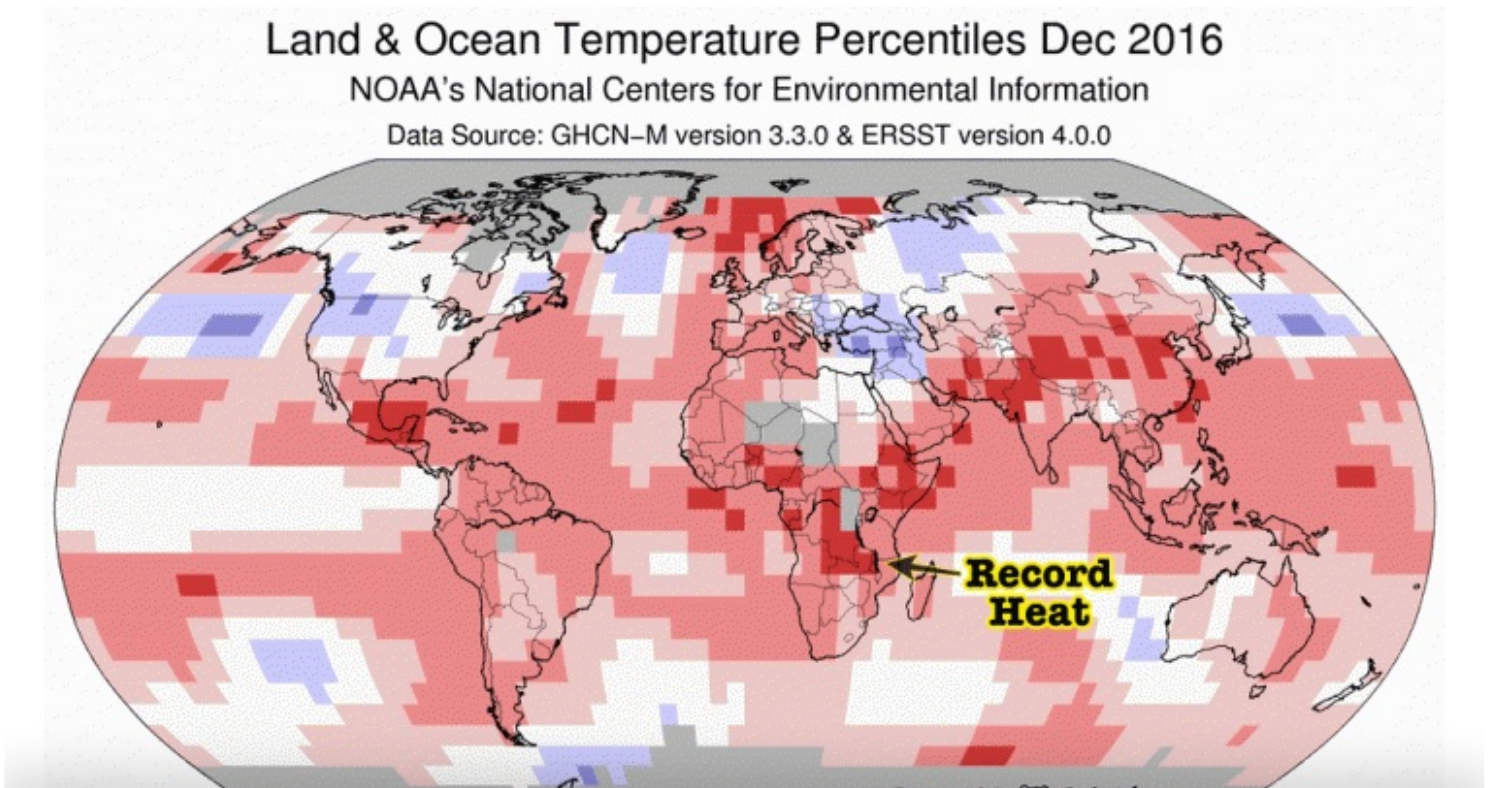 Land & Ocean Temperature Percentiles Dec 2016
NOAA's National Centers for Environmental Information
Data Source: GHCN–M version 3.3.0 & ERSST version 4.0.0
Record
Heat